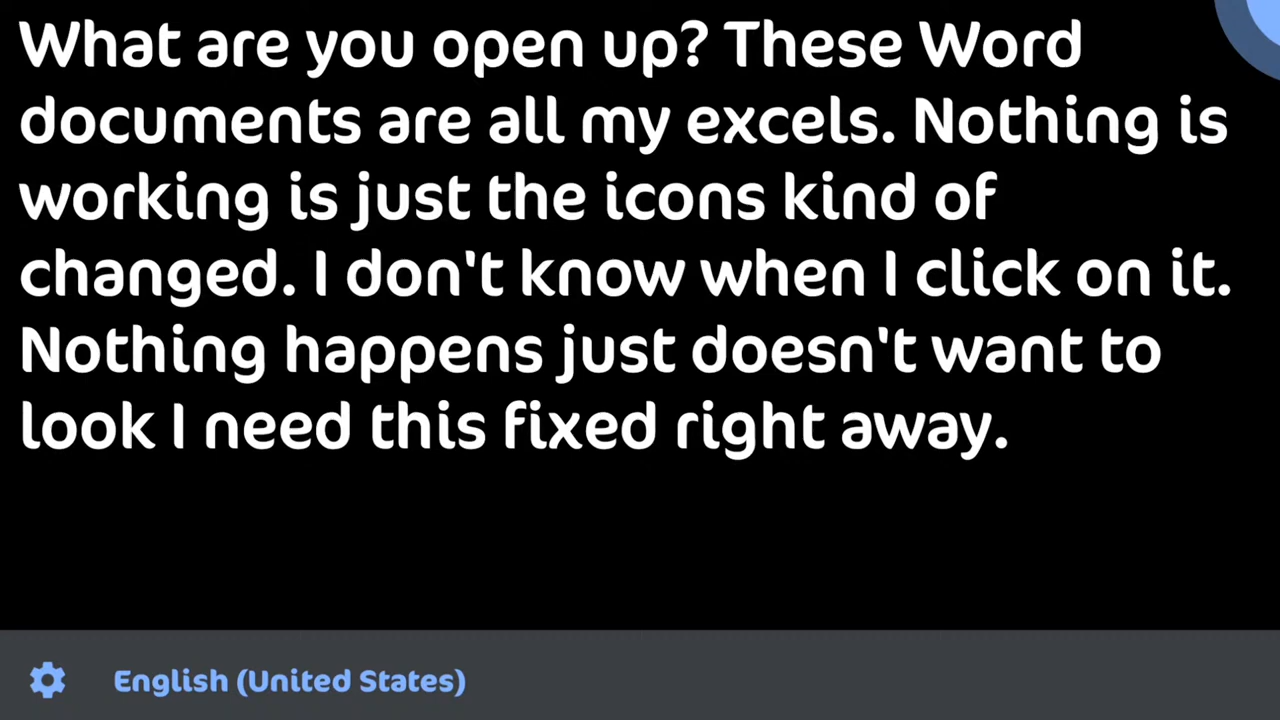 What are you open up? These Word
documents are all my excels. Nothing is
working is just the icons kind of
changed. I don't know when I click on it.
Nothing happens just doesn't want to
look I need this fixed right away.
English (United States)